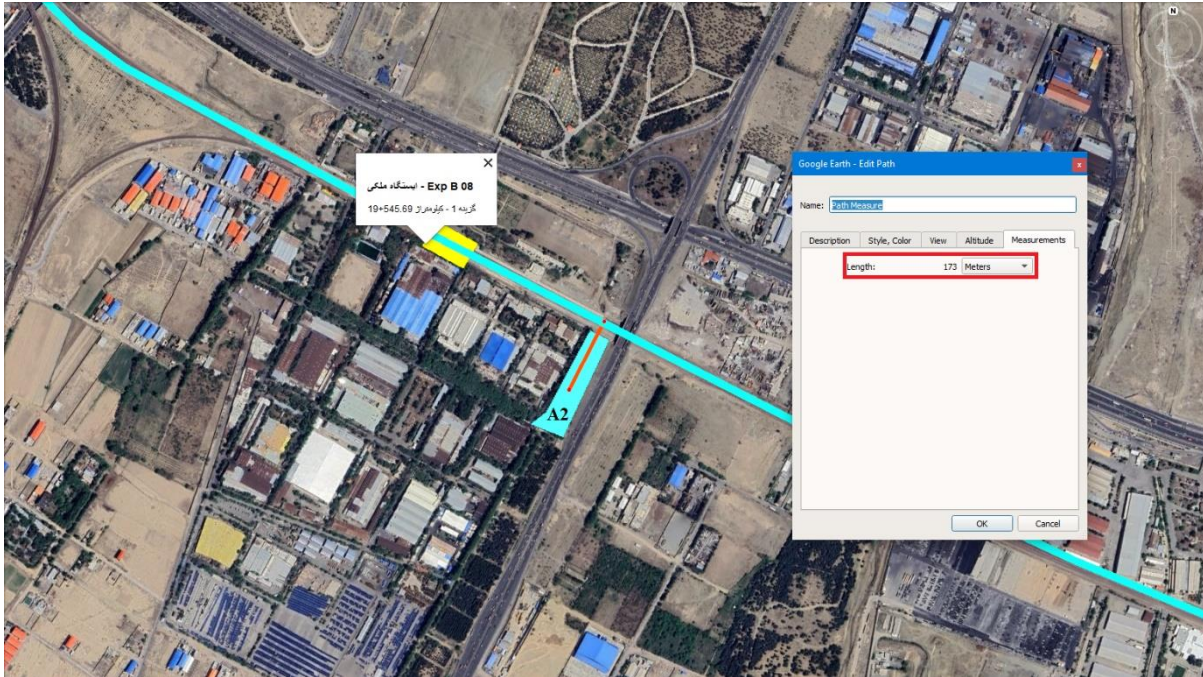 N
Exp B 08 - ایستگاه ملکی
گزینه 1 - کیلومتراژ 19+545.69
A2
Google Earth - Edit Path
Name: Path Measure
Description Style, Color View Altitude Measurements
Length: 173 Meters
OK Cancel